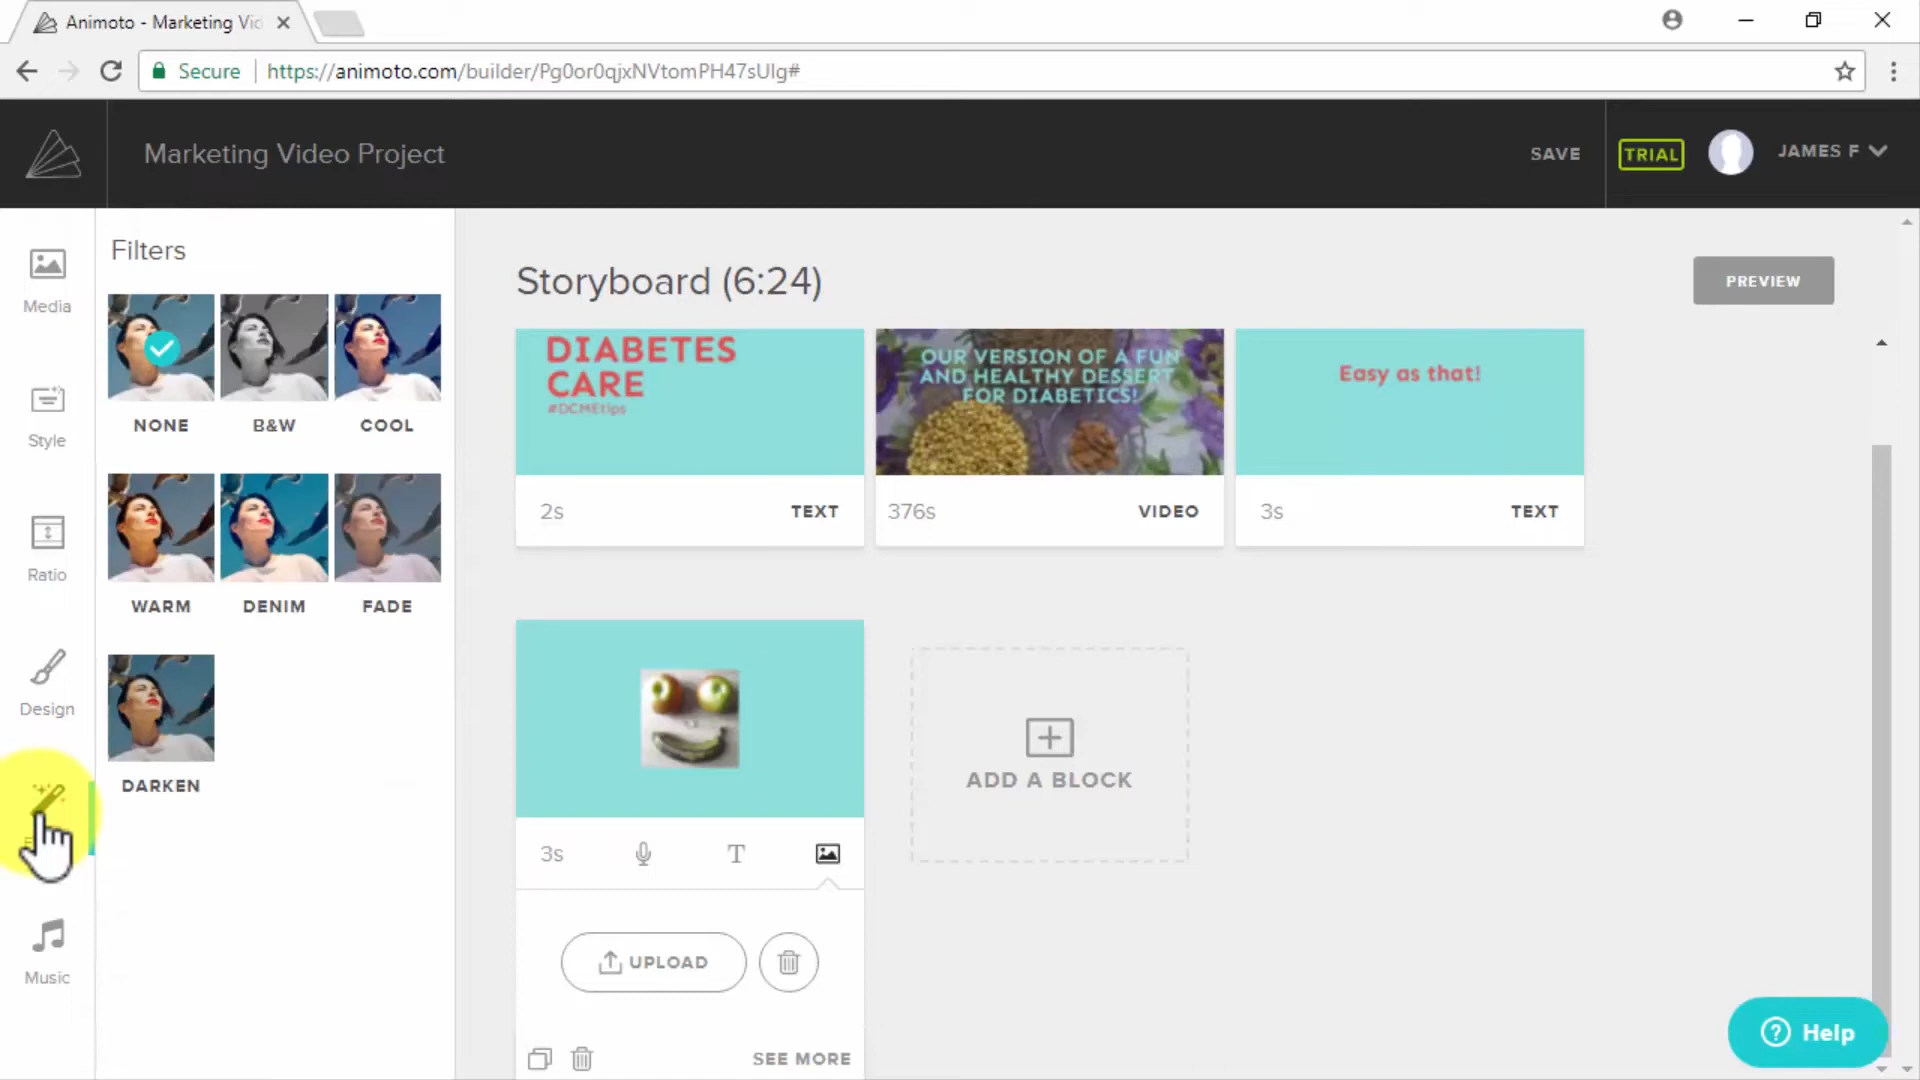 Animoto - Marketing Vid
Secure
https://animoto.com/builder/Pg0or0qjxNVtomPH47sUlg#
Marketing Video Project
SAVE
TRIAL
JAMES F
Media
Style
Ratio
Design
Music
Filters
NONE
B&W
COOL
WARM
DENIM
FADE
DARKEN
Storyboard (6:24)
PREVIEW
DIABETES
CARE
#DCMEtips
2s
TEXT
OUR VERSION OF A FUN
AND HEALTHY DESSERT
FOR DIABETICS!
376s
VIDEO
Easy as that!
3s
TEXT
3s
T
UPLOAD
SEE MORE
ADD A BLOCK
? Help